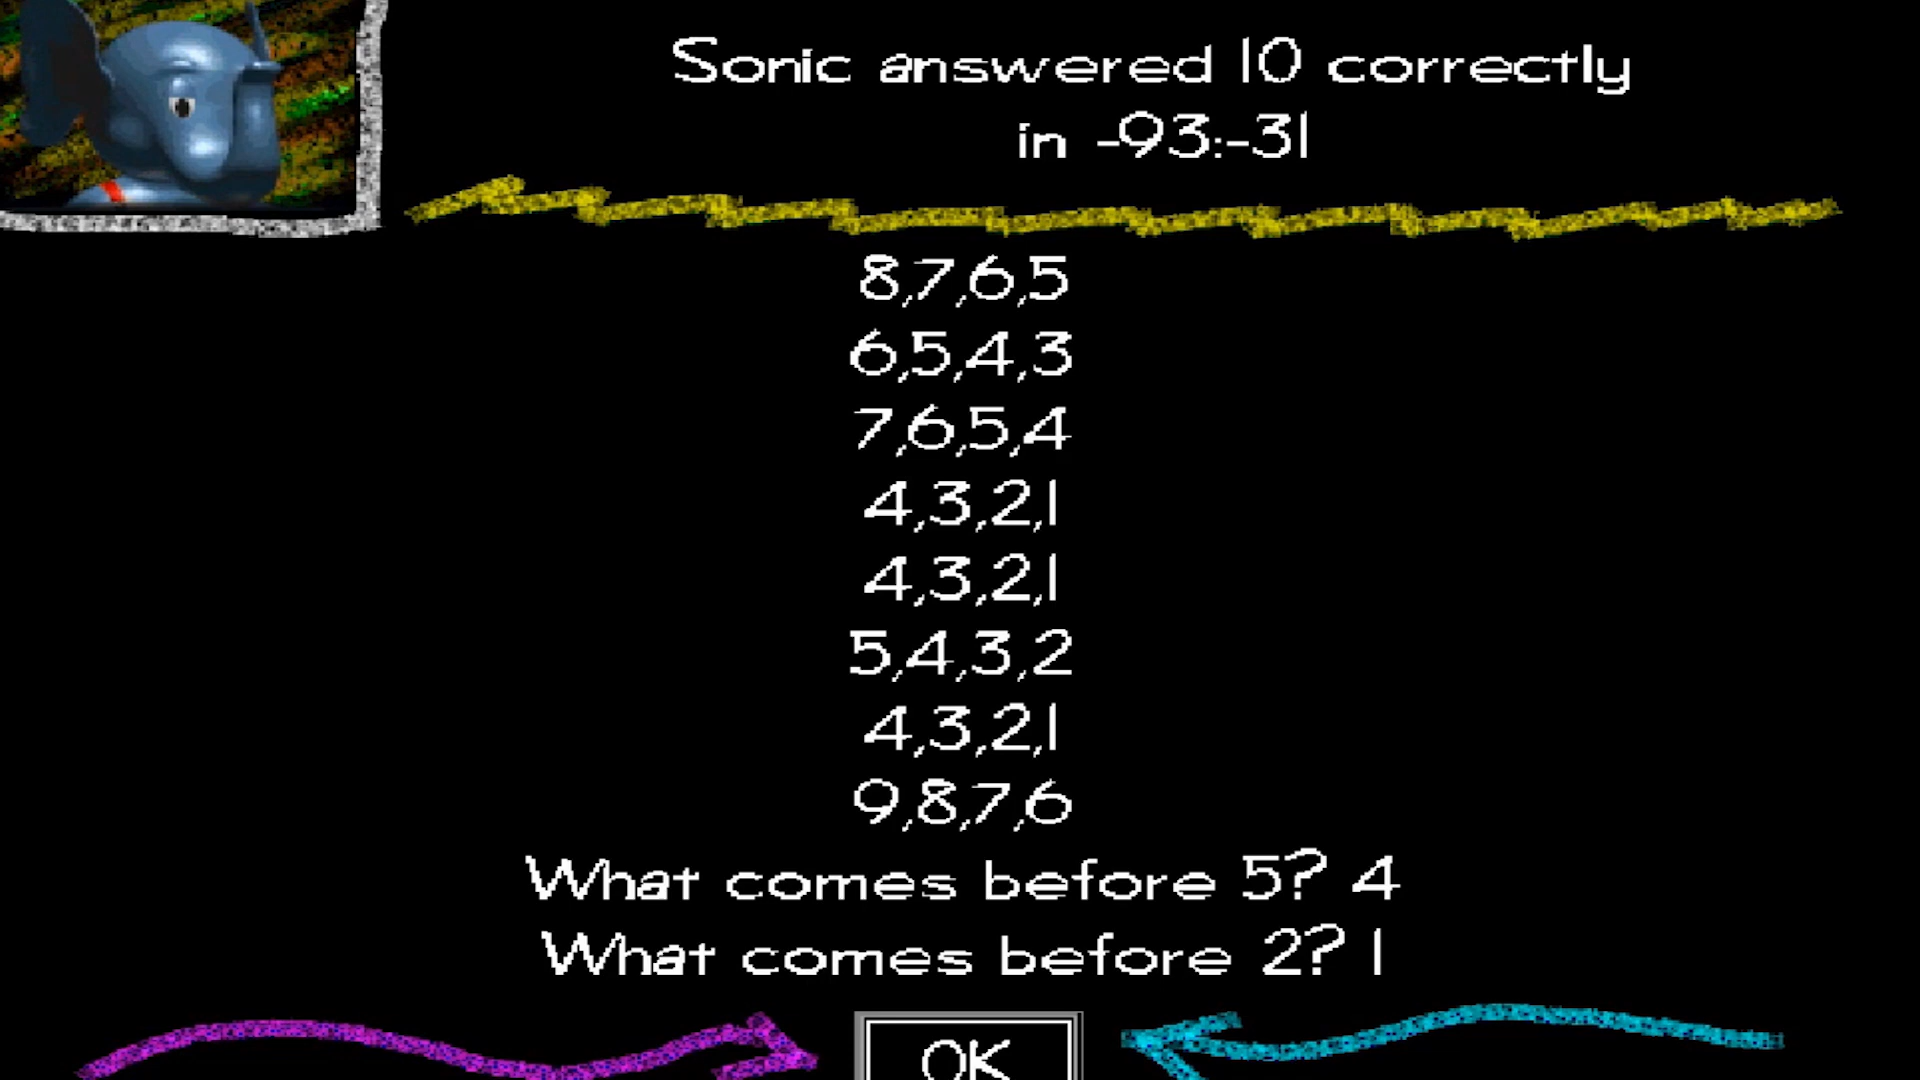 Sonic answered 10 correctly
in -93:-31
8,7,6,5
6,5,4,3
7,6,5,4
4,3,2,1
4,3,2,1
5,4,3,2
4,3,2,1
9,8,7,6
What comes before 5? 4
What comes before 2? 1
OK